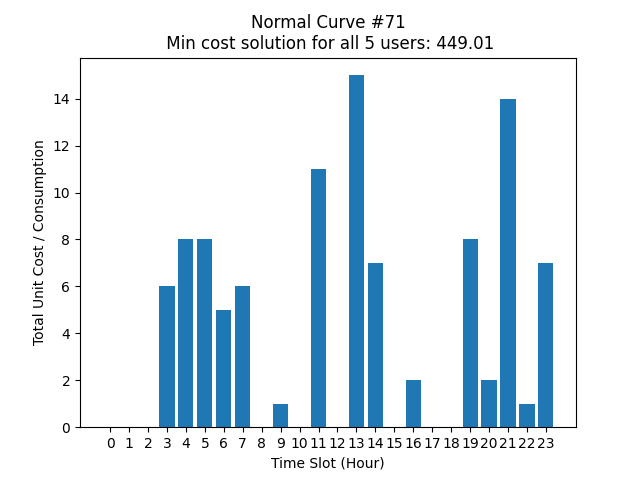 Normal Curve #71
Min cost solution for all 5 users: 449.01
Total Unit Cost / Consumption
14
12
10
8
6
4
2
0
0 1 2 3 4 5 6 7 8 9 10 11 12 13 14 15 16 17 18 19 20 21 22 23
Time Slot (Hour)